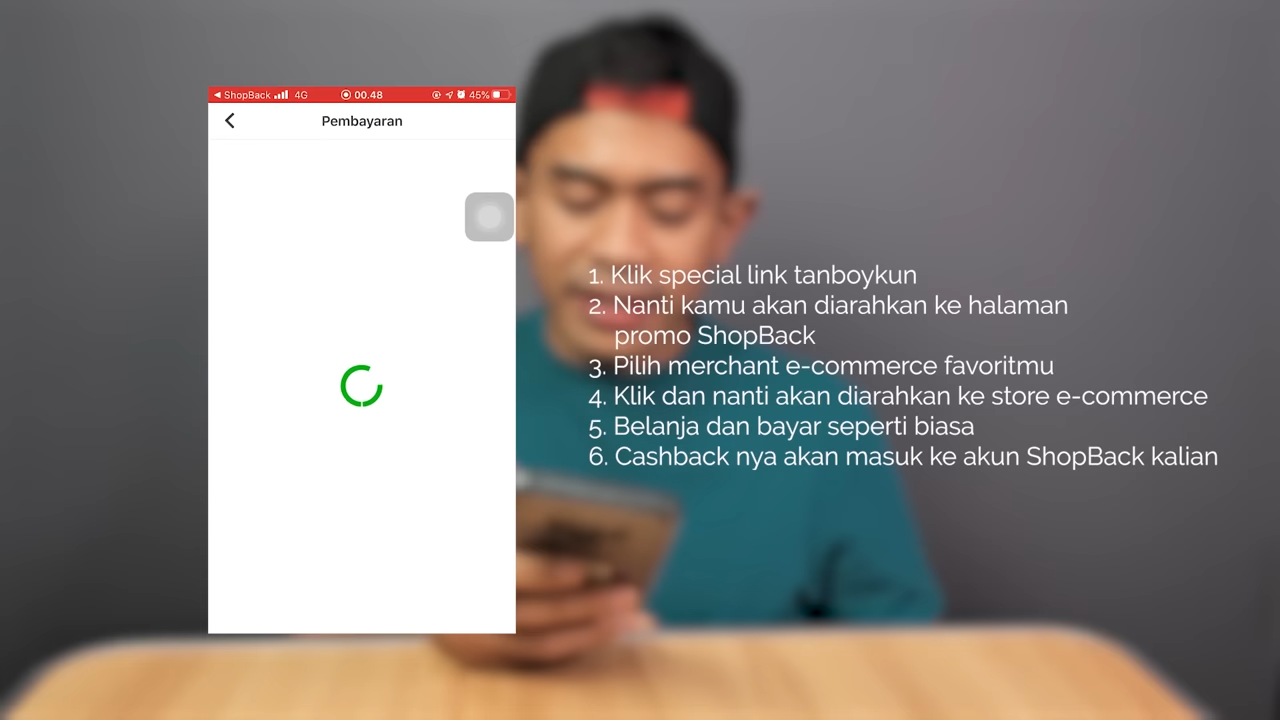 ShopBack 4G 00.48 45%
Pembayaran
1. Klik special link tanboykun
2. Nanti kamu akan diarahkan ke halaman
promo ShopBack
3. Pilih merchant e-commerce favoritmu
4. Klik dan nanti akan diarahkan ke store e-commerce
5. Belanja dan bayar seperti biasa
6. Cashback nya akan masuk ke akun ShopBack kalian